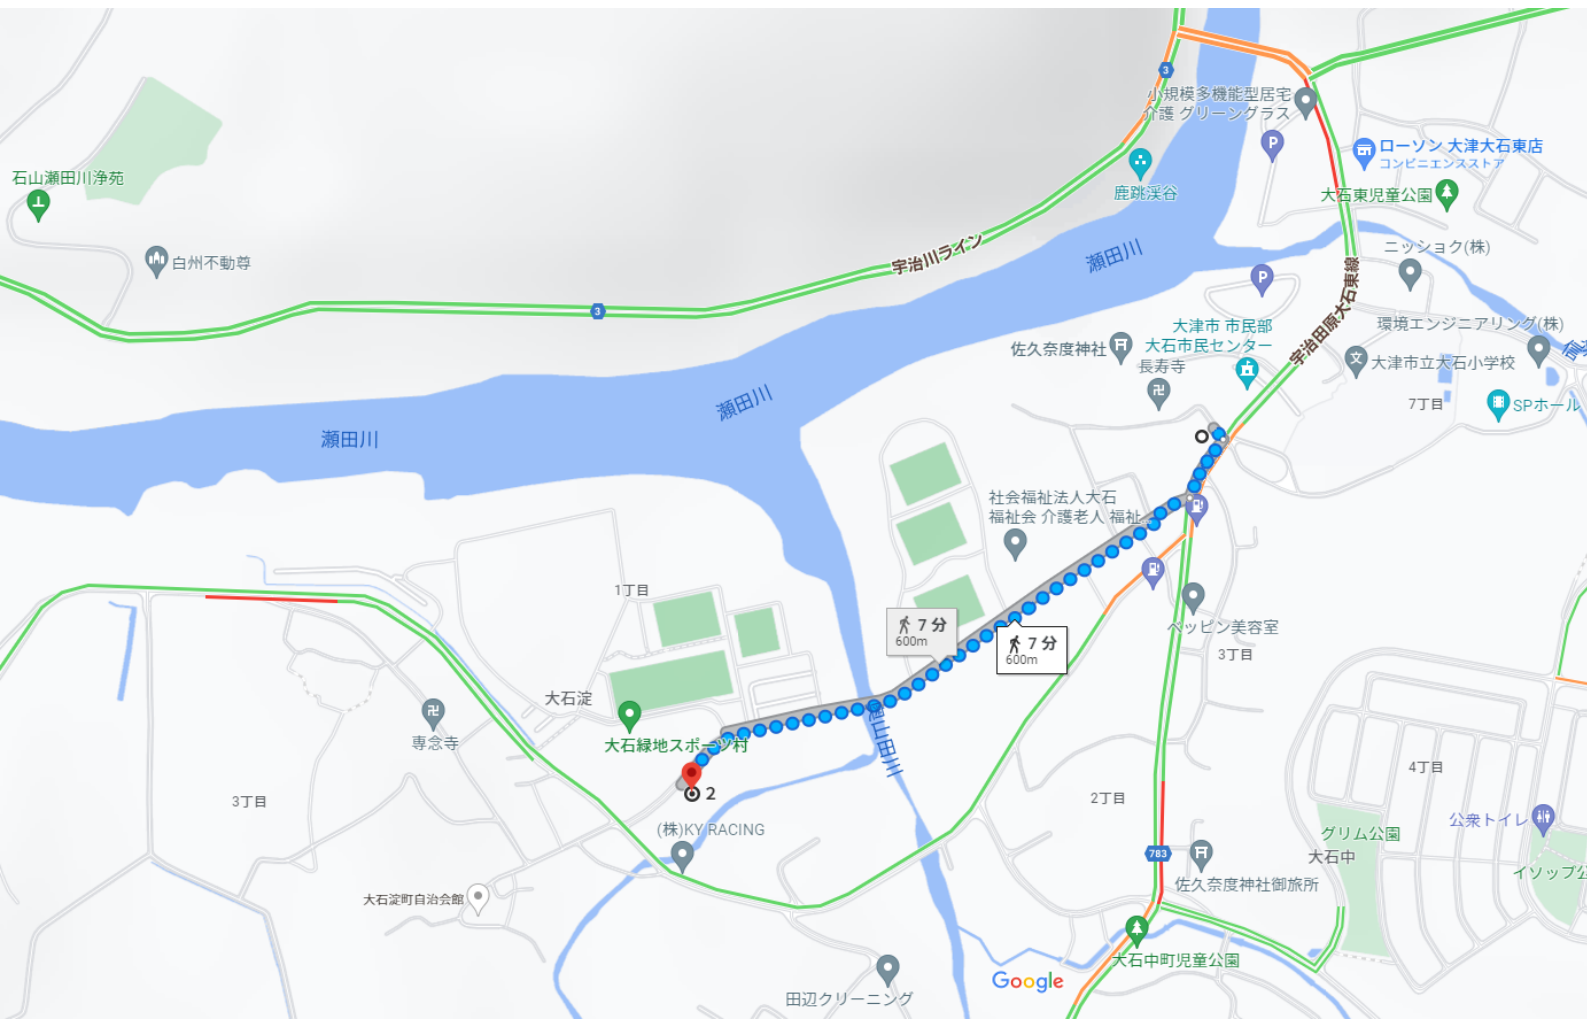 3
小規模多機能型居宅
介護 グリーングラス
P
ローソン 大津大石東店
コンビニエンスストア
石山瀬田川浄苑
鹿跳渓谷
大石東児童公園
白州不動尊
宇治川ライン
瀬田川
ニッショク(株)
P
3
宇治田原大石東線
大津市 市民部
大石市民センター
環境エンジニアリング(株)
佐久奈度神社
長寿寺
文
大津市立大石小学校
瀬田川
7丁目
SPホール
瀬田川
社会福祉法人大石
福祉会 介護老人 福祉...
1丁目
7 分
600m
7 分
600m
ベッピン美容室
3丁目
大石淀
専念寺
大石緑地スポーツ村
2
3丁目
(株)KY RACING
4丁目
2丁目
公衆トイレ
グリム公園
大石中
783
イソップ公
佐久奈度神社御旅所
大石淀町自治会館
大石中町児童公園
Google
田辺クリーニング